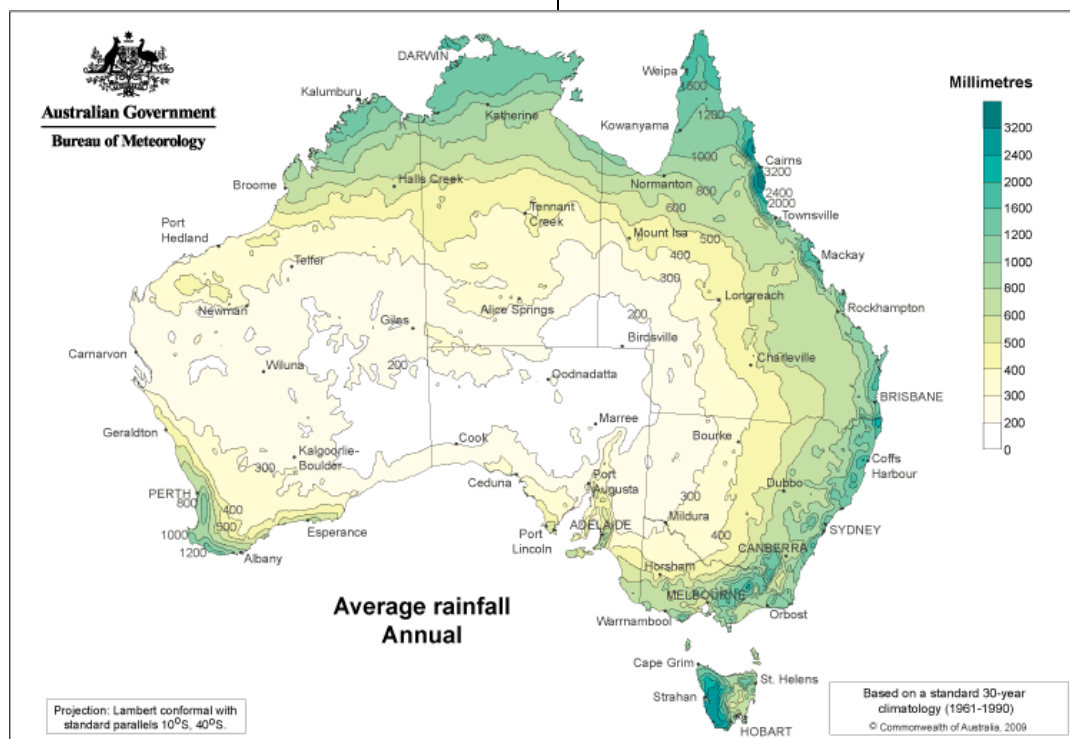 Australian Government
Bureau of Meteorology
DARWIN
Kalumburu
Katherine
Weipa
1600
1200
Kowanyama
1000
Cairns
3200
2400
2000
Townsville
Normanton
800
600
Broome
Halls Creek
Tennant
Creek
Mount Isa
500
400
300
Mackay
Port
Hedland
Telfer
Newman
Alice Springs
Longreach
Rockhampton
Giles
200
Birdsville
Carnarvon
Wiluna
200
Oodnadatta
Charleville
BRISBANE
Marree
Geraldton
Kalgoorlie-
Boulder
300
Cook
Bourke
Coffs
Harbour
Ceduna
Port
Augusta
Dubbo
PERTH
800
400
500
1000
1200
Esperance
Albany
Port
Lincoln
ADELAIDE
300
Mildura
400
SYDNEY
CANBERRA
Horsham
MELBOURNE
Warrnambool
Orbost
Cape Grim
St. Helens
Strahan
HOBART
Millimetres
3200
2400
2000
1600
1200
1000
800
600
500
400
300
200
0
Average rainfall
Annual
Projection: Lambert conformal with
standard parallels 10°S, 40°S.
Based on a standard 30-year
climatology (1961-1990)
© Commonwealth of Australia, 2009